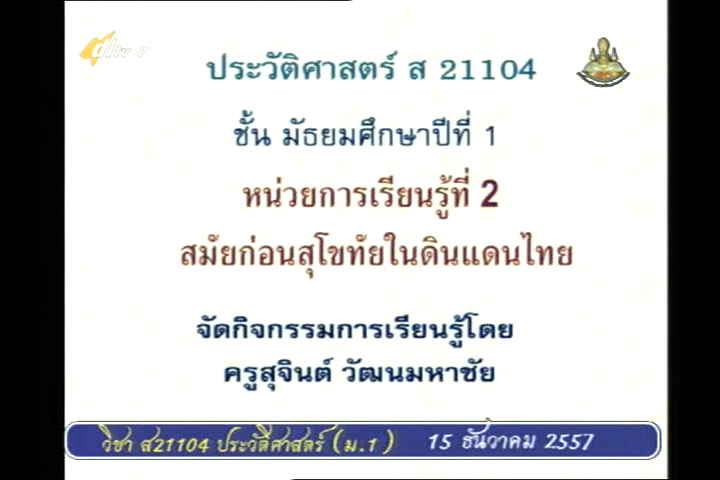 dltv 7
ประวัติศาสตร์ ส 21104
ชั้น มัธยมศึกษาปีที่ 1
หน่วยการเรียนรู้ที่ 2
สมัยก่อนสุโขทัยในดินแดนไทย
จัดกิจกรรมการเรียนรู้โดย
ครูสุจินต์ วัฒนมหาชัย
วิชา ส21104 ประวัติศาสตร์ (ม.1) 15 ธันวาคม 2557